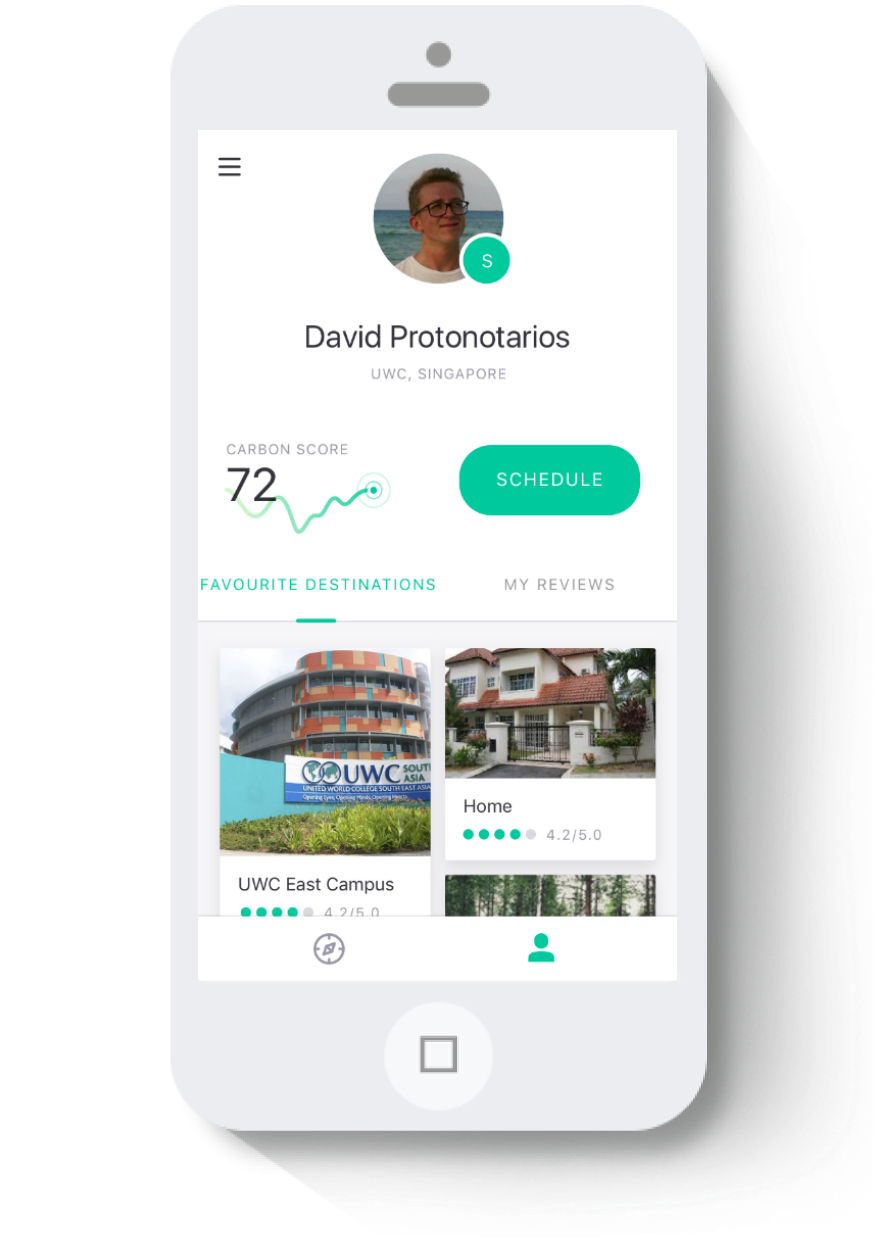 S
David Protonotarios
UWC, SINGAPORE
CARBON SCORE
72
SCHEDULE
FAVOURITE DESTINATIONS
MY REVIEWS
UWC SOUTH
ASIA
UNITED WORLD COLLEGE SOUTH EAST ASIA
Opening Eyes, Opening Minds, Opening Hearts
Home
4.2/5.0
UWC East Campus
4.2/5.0